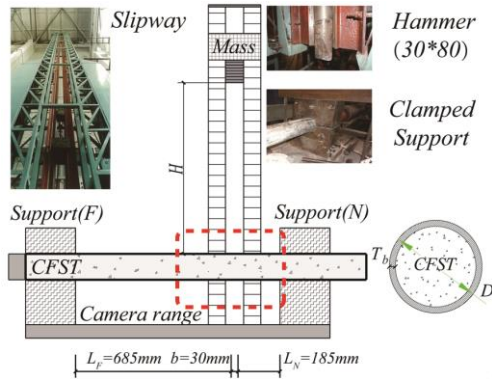 Slipway
Mass
Hammer
(30*80)
Clamped
Support
H
Support(F)
Support(N)
CFST
T_b
CFST
D
Camera range
L_F=685mm b=30mm L_N=185mm